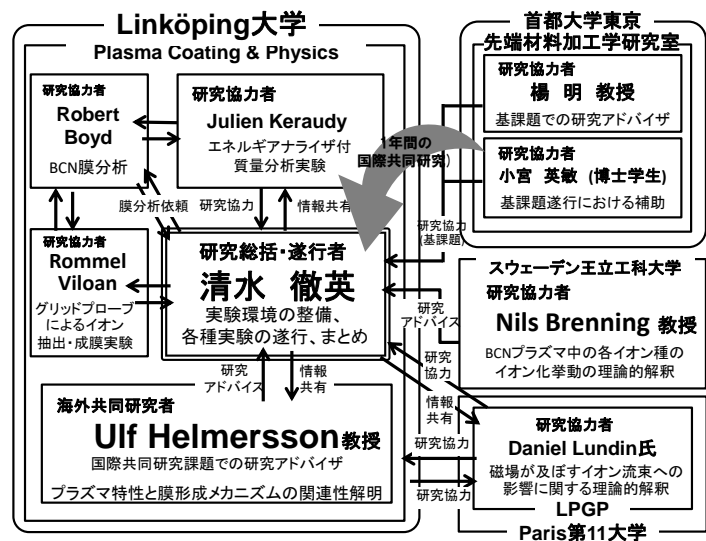 Linköping大学
Plasma Coating & Physics
研究協力者
Robert
Boyd
BCN膜分析
研究協力者
Julien Keraudy
エネルギアナライザ付
質量分析実験
膜分析依頼
研究協力
情報共有
研究協力者
Rommel
Viloan
グリッドプローブ
によるイオン
抽出・成膜実験
研究総括・遂行者
清水 徹英
実験環境の整備、
各種実験の遂行、まとめ
研究
アドバイス
情報
共有
海外共同研究者
Ulf Helmersson教授
国際共同研究課題での研究アドバイザ
プラズマ特性と膜形成メカニズムの関連性解明
1年間の
国際共同研究)
首都大学東京
先端材料加工学研究室
研究協力者
楊 明 教授
基課題での研究アドバイザ
研究協力者
小宮 英敏 (博士学生)
基課題遂行における補助
研究協力
(基課題)
スウェーデン王立工科大学
研究協力者
Nils Brenning 教授
BCNプラズマ中の各イオン種の
イオン化挙動の理論的解釈
研究
アドバイス
研究
協力
情報
共有
研究協力
研究協力
研究協力者
Daniel Lundin氏
磁場が及ぼすイオン流束への
影響に関する理論的解釈
LPGP
Paris第11大学